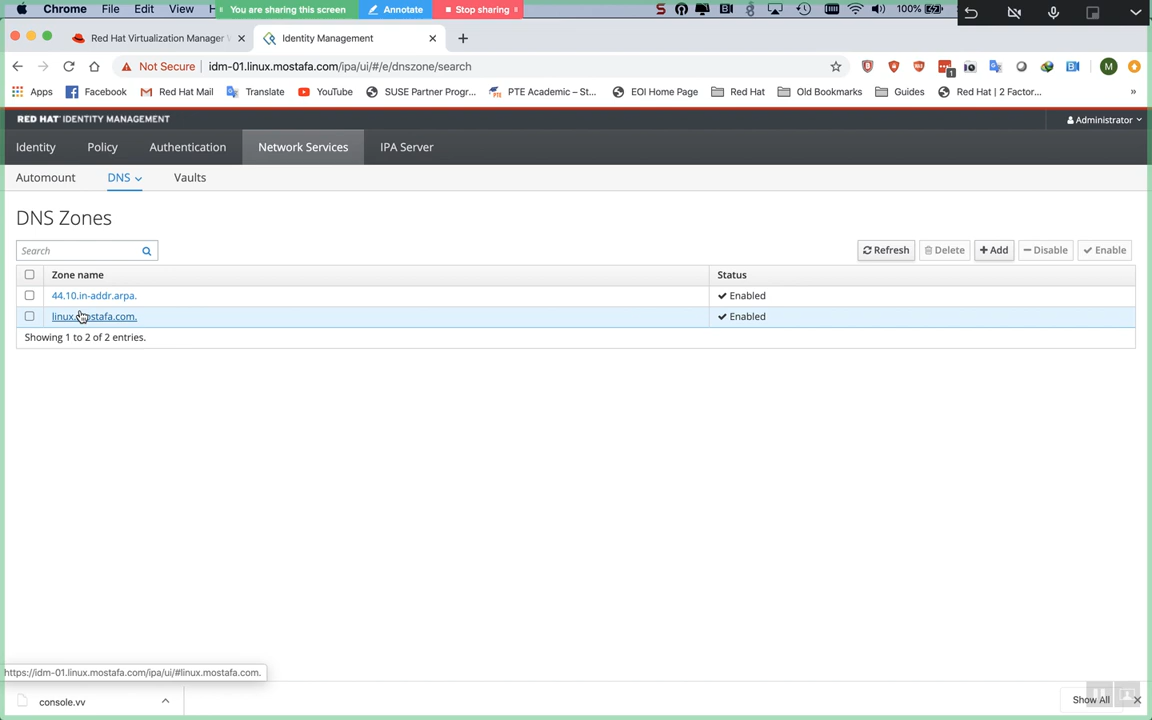 Chrome File Edit View H You are sharing this screen Annotate Stop sharing 100%
Red Hat Virtualization Manager Identity Management
Not Secure idm-01.linux.mostafa.com/ipa/ui/#/e/dnszone/search 1 M
Apps Facebook Red Hat Mail Translate YouTube SUSE Partner Progr... PTE Academic – St... EOI Home Page Red Hat Old Bookmarks Guides Red Hat | 2 Factor... »
RED HAT IDENTITY MANAGEMENT Administrator
Identity Policy Authentication Network Services IPA Server
Automount DNS Vaults
DNS Zones
Search Refresh Delete + Add Disable Enable
Zone name Status
44.10.in-addr.arpa. Enabled
linux.mostafa.com. Enabled
Showing 1 to 2 of 2 entries.
https://idm-01.linux.mostafa.com/ipa/ui/#linux.mostafa.com.
console.vv Show All